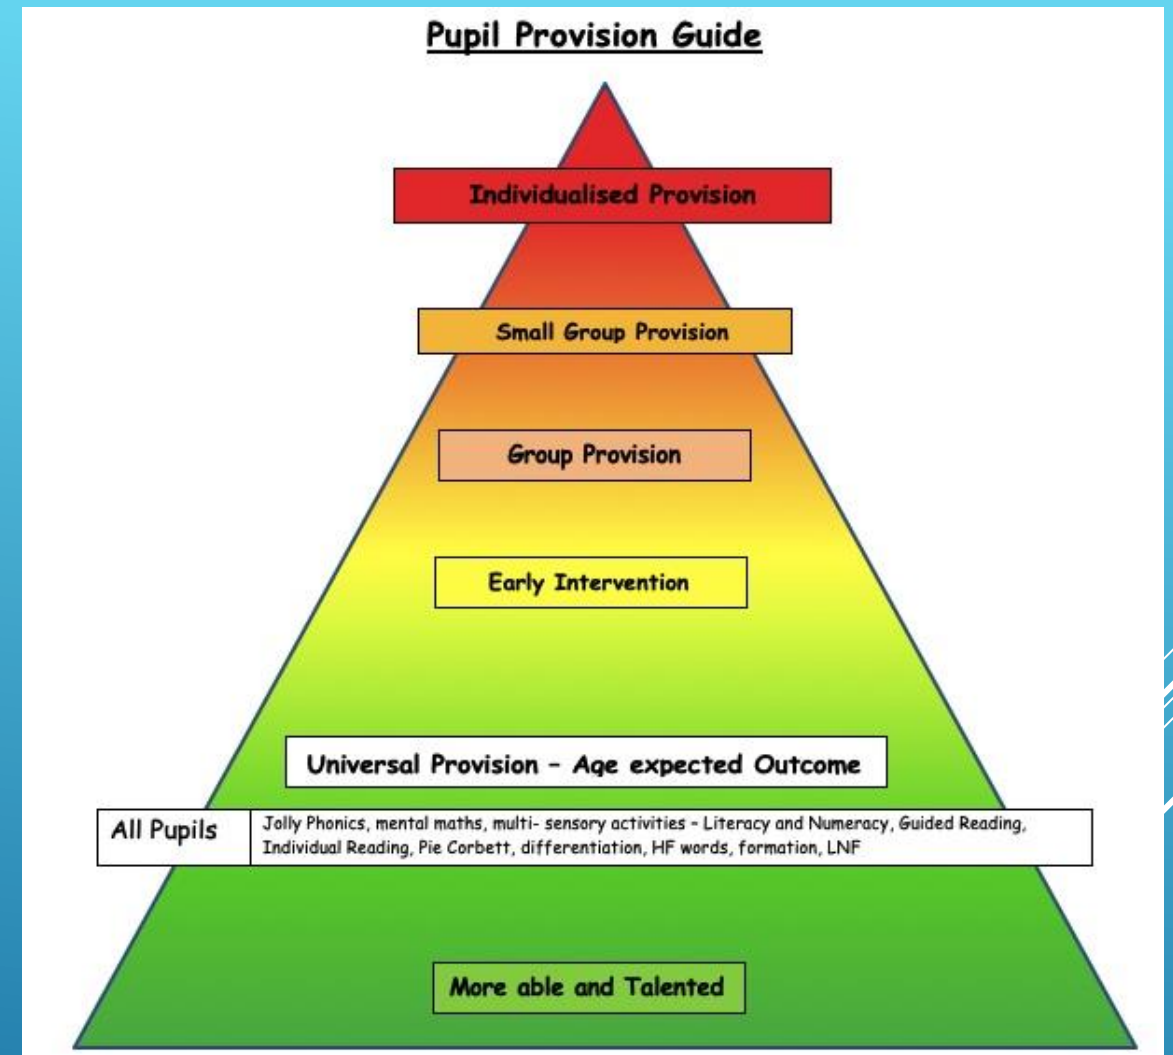 Pupil Provision Guide
Individualised Provision
Small Group Provision
Group Provision
Early Intervention
Universal Provision – Age expected Outcome
All Pupils
Jolly Phonics, mental maths, multi- sensory activities – Literacy and Numeracy, Guided Reading,
Individual Reading, Pie Corbett, differentiation, HF words, formation, LNF
More able and Talented